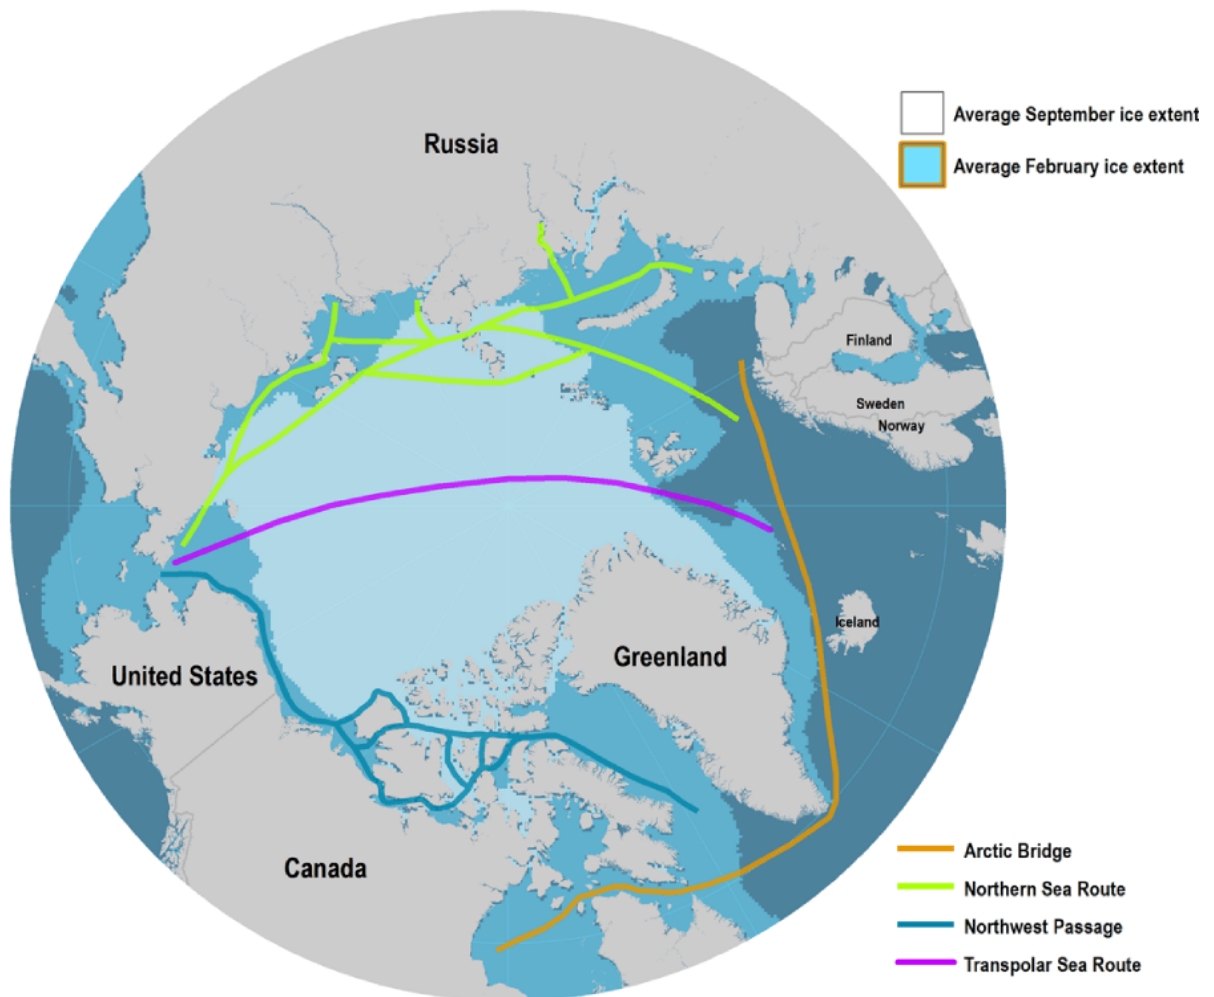 Average September ice extent
Average February ice extent
Russia
Finland
Sweden
Norway
Iceland
Greenland
United States
Canada
Arctic Bridge
Northern Sea Route
Northwest Passage
Transpolar Sea Route